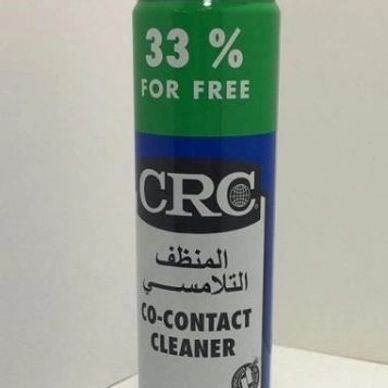 33 %
FOR FREE
CRC
المنظف
التلامسي
CO-CONTACT
CLEANER